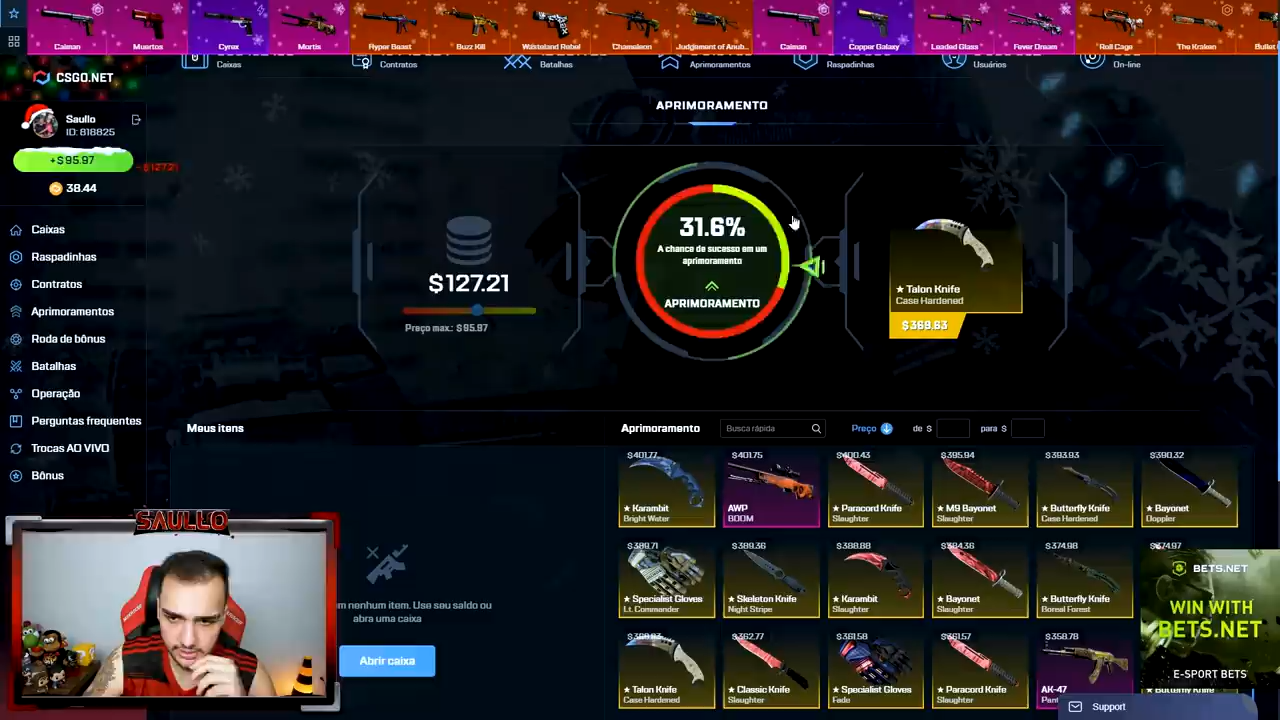 Caiman
Muertos
Cyrex
Mortis
Hyper Beast
Buzz Kill
Wasteland Rebel
Chameleon
Judgement of Anub...
Caiman
Copper Galaxy
Leaded Glass
Fever Dream
Roll Cage
The Kraken
Bullet
CSGO.NET
Caixas
Contratos
Batalhas
Aprimoramentos
Raspadinhas
Usuários
On-line
Saullo
ID: 818825
+$95.97
-$127.21
38.44
Caixas
Raspadinhas
Contratos
Aprimoramentos
Roda de bônus
Batalhas
Operação
Perguntas frequentes
Trocas AO VIVO
Bônus
APRIMORAMENTO
$127.21
Preço max.: $95.97
31.6%
A chance de sucesso em um
aprimoramento
APRIMORAMENTO
★ Talon Knife
Case Hardened
$369.83
Meus itens
Aprimoramento
Busca rápida
Preço
de $
para $
$401.77
★ Karambit
Bright Water
$401.75
AWP
BOOM
$400.43
★ Paracord Knife
Slaughter
$395.94
★ M9 Bayonet
Slaughter
$393.93
★ Butterfly Knife
Case Hardened
$390.32
★ Bayonet
Doppler
$389.71
★ Specialist Gloves
Lt. Commander
$389.36
★ Skeleton Knife
Night Stripe
$388.88
★ Karambit
Slaughter
$384.36
★ Bayonet
Slaughter
$374.98
★ Butterfly Knife
Boreal Forest
$374.97
$369.83
★ Talon Knife
Case Hardened
$362.77
★ Classic Knife
Slaughter
$361.58
★ Specialist Gloves
Fade
$361.57
★ Paracord Knife
Slaughter
$358.78
AK-47
★ Butterfly Knife
m nenhum item. Use seu saldo ou
abra uma caixa
Abrir caixa
SAULLO
BETS.NET
WIN WITH
BETS.NET
E-SPORT BETS
Support